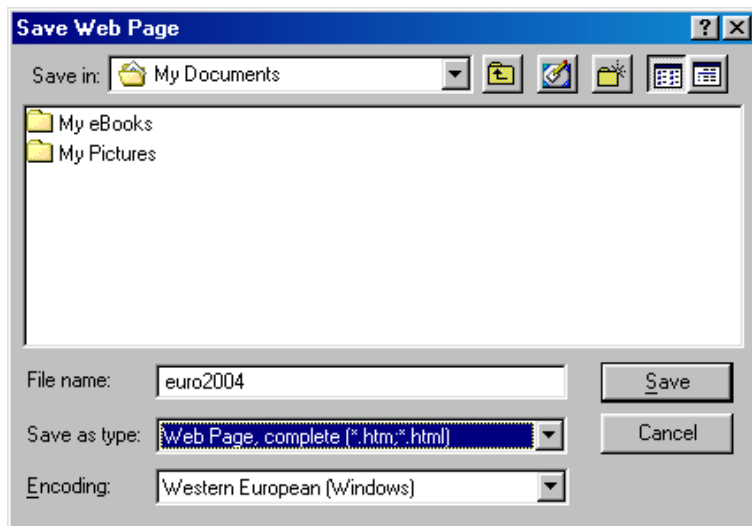 Save Web Page
Save in: My Documents
My eBooks
My Pictures
File name: euro2004 Save
Save as type: Web Page, complete (*.htm;*.html) Cancel
Encoding: Western European (Windows)